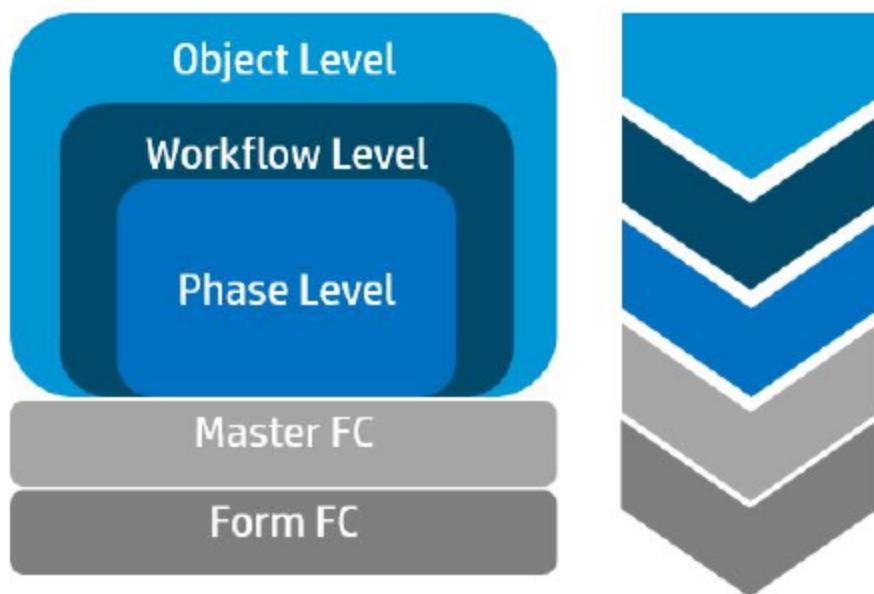 Object Level
Workflow Level
Phase Level
Master FC
Form FC